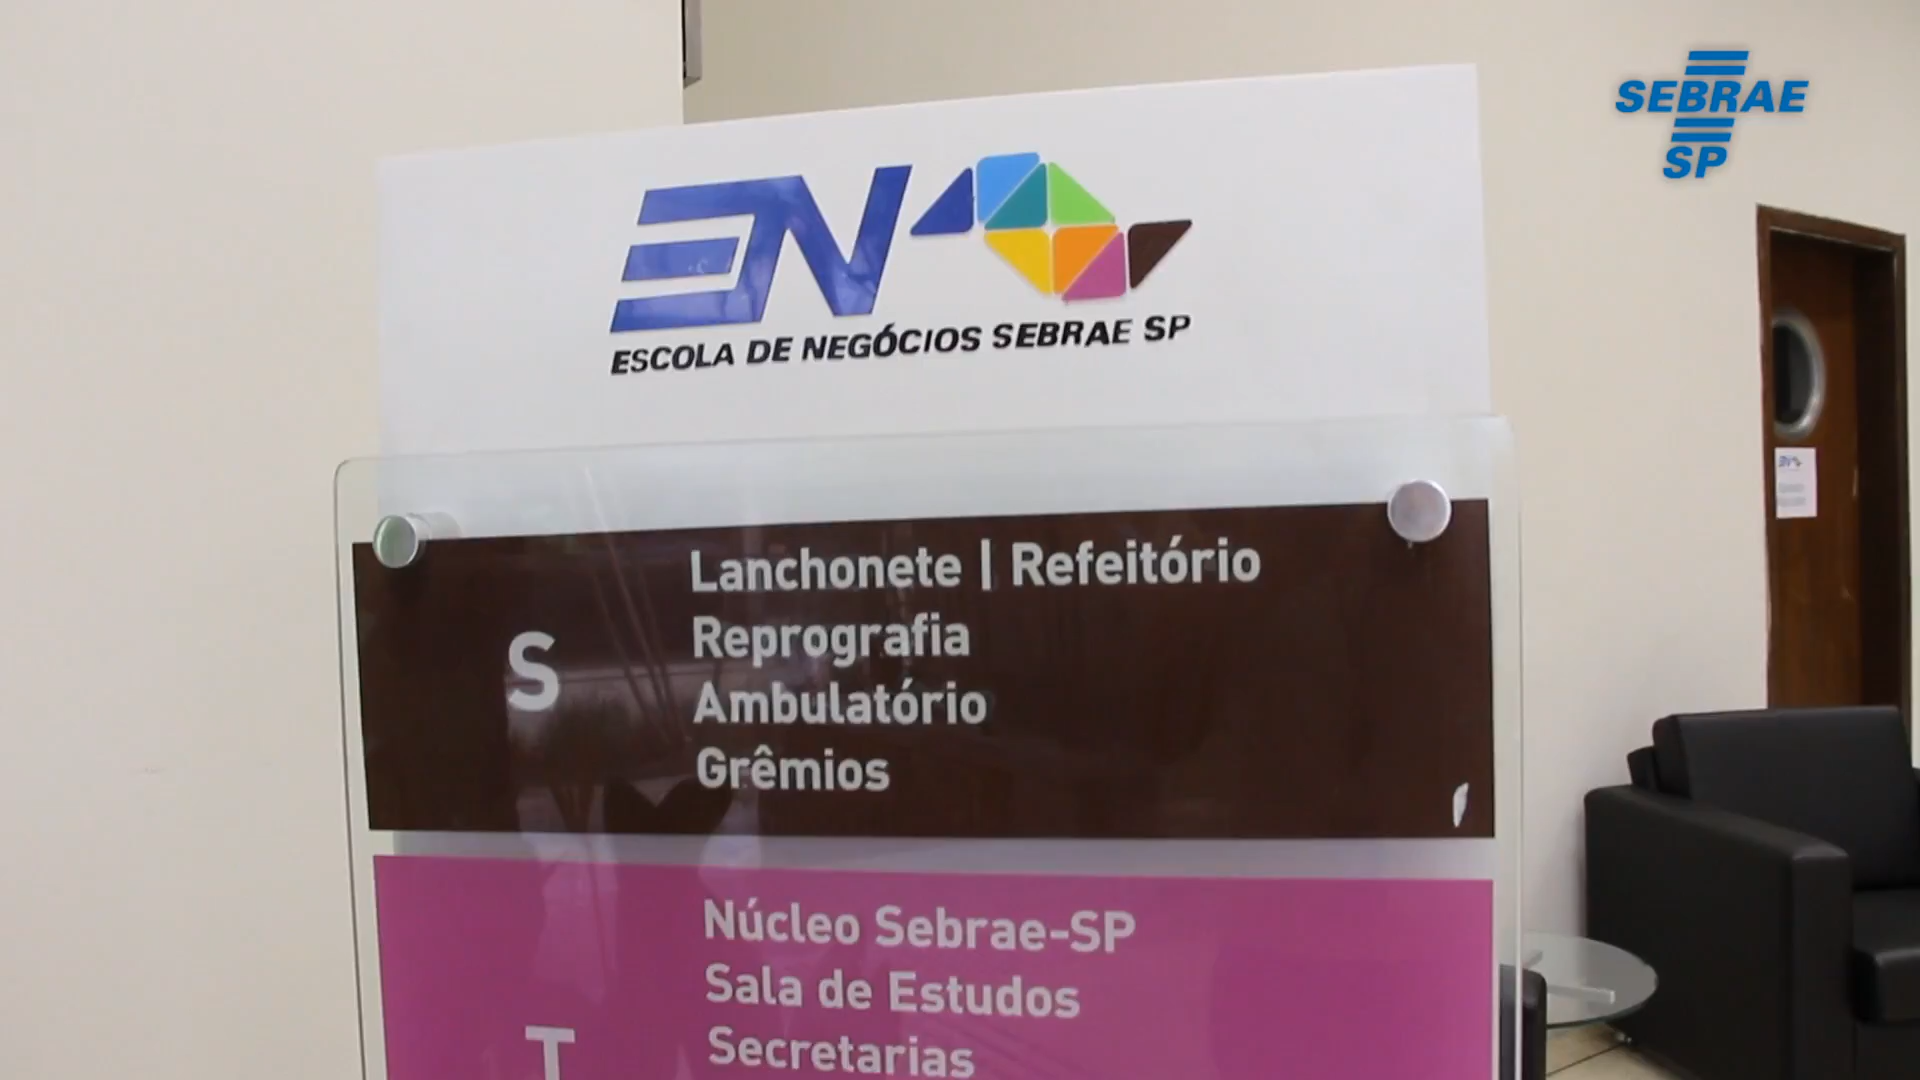 SEBRAE
SP
EN
ESCOLA DE NEGÓCIOS SEBRAE SP
S
Lanchonete | Refeitório
Reprografia
Ambulatório
Grêmios
T
Núcleo Sebrae-SP
Sala de Estudos
Secretarias